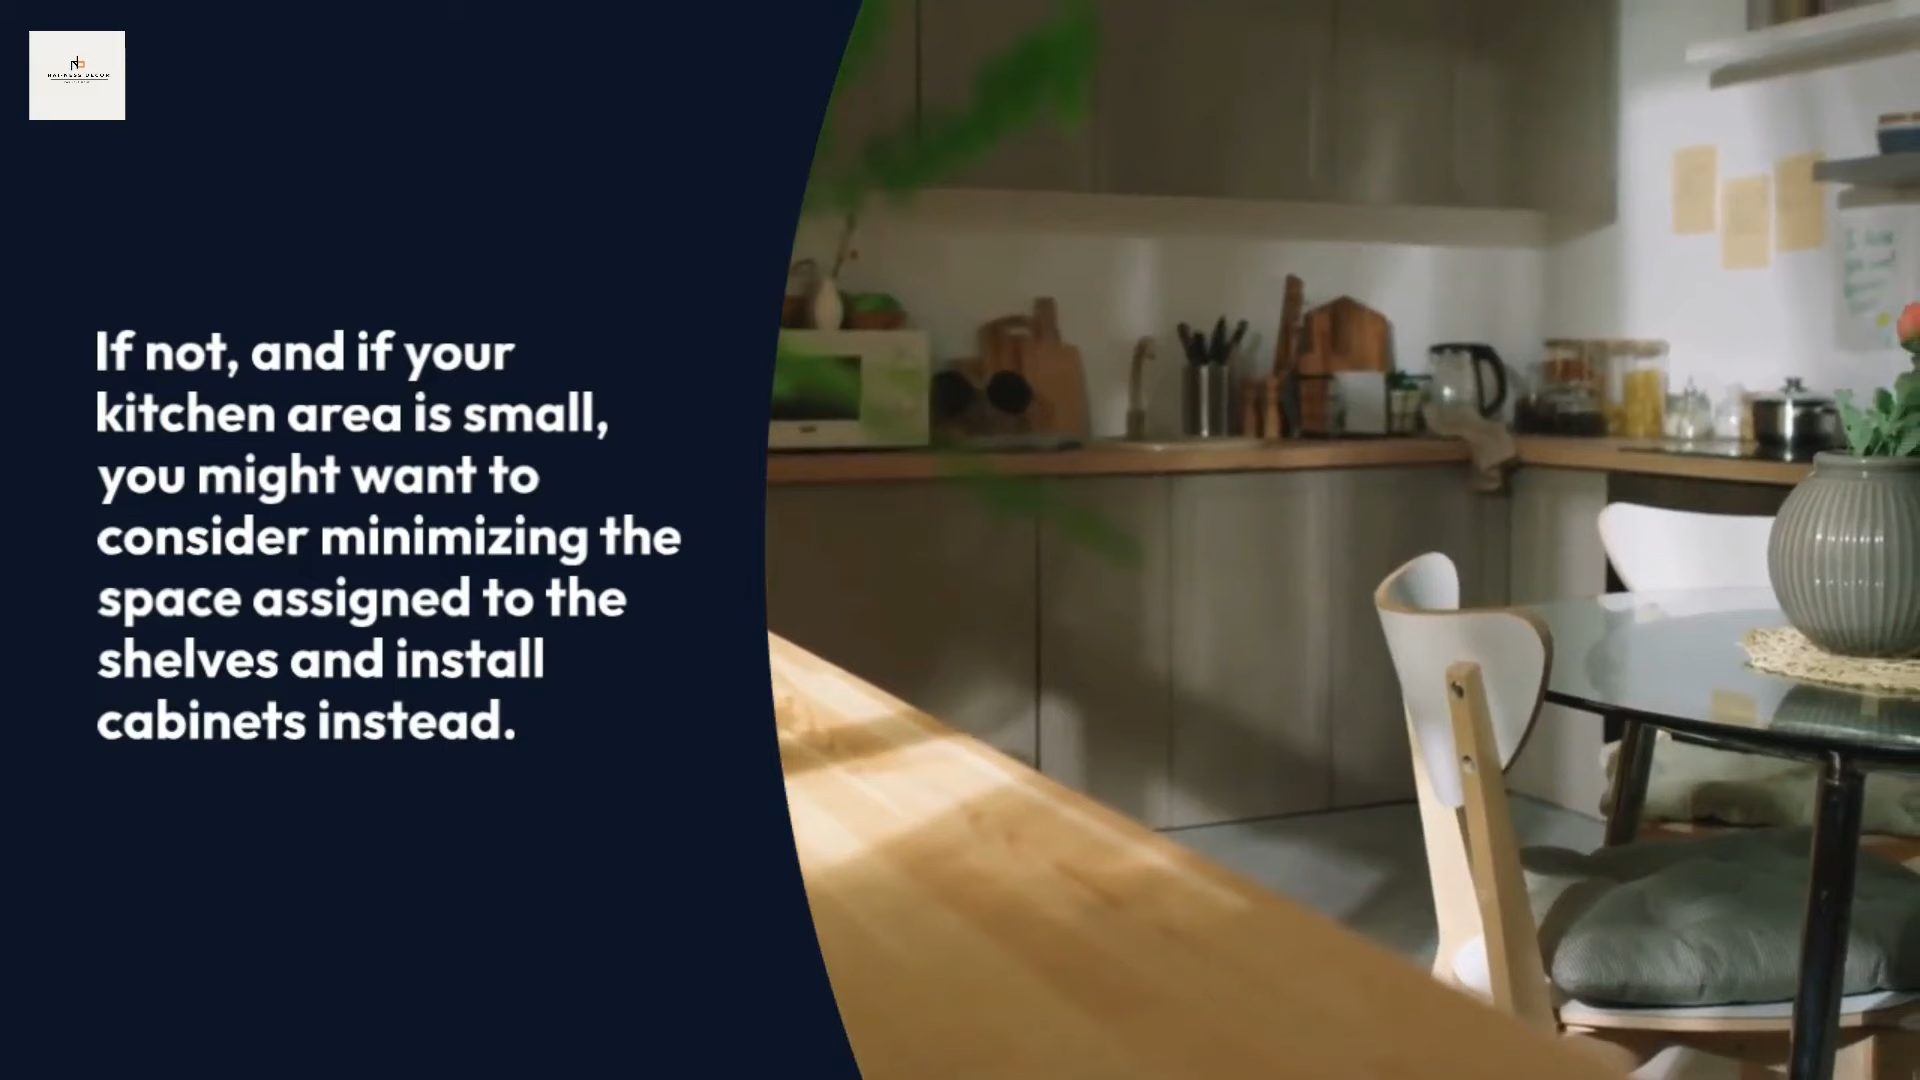 If not, and if your
kitchen area is small,
you might want to
consider minimizing the
space assigned to the
shelves and install
cabinets instead.